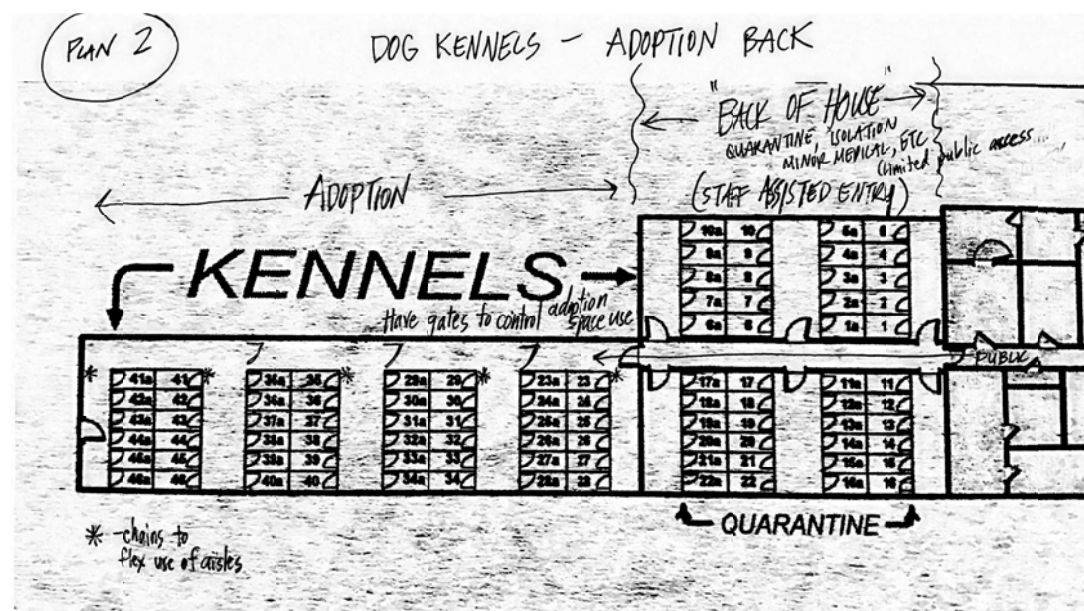 PLAN 2
DOG KENNELS - ADOPTION BACK
"BACK OF HOUSE"
QUARANTINE, ISOLATION
MINOR MEDICAL, ETC
(limited public access...
(STAFF ASSISTED ENTRY)
ADOPTION
KENNELS
Have gates to control adoption
space use
10a 10 5a
9a 9 4a 4
8a 8 3a 3
7a 7 2a 2
6a 1a 1
PUBLIC
41a 41 35 29a 29 23a 23 17a 17 11a 11
42a 42 36a 36 30a 30 24a 24 18a 18 12a 12
43a 43 37a 37 31a 31 25a 25 19a 19 13a 13
44a 44 38a 38 32a 32 26a 26 20a 20 14a 14
45a 45 39a 39 33a 33 27a 27 21a 21 15a 15
46a 46 40a 40 34a 34 28a 28 22a 22 16a 16
QUARANTINE
* - chains to
flex use of aisles